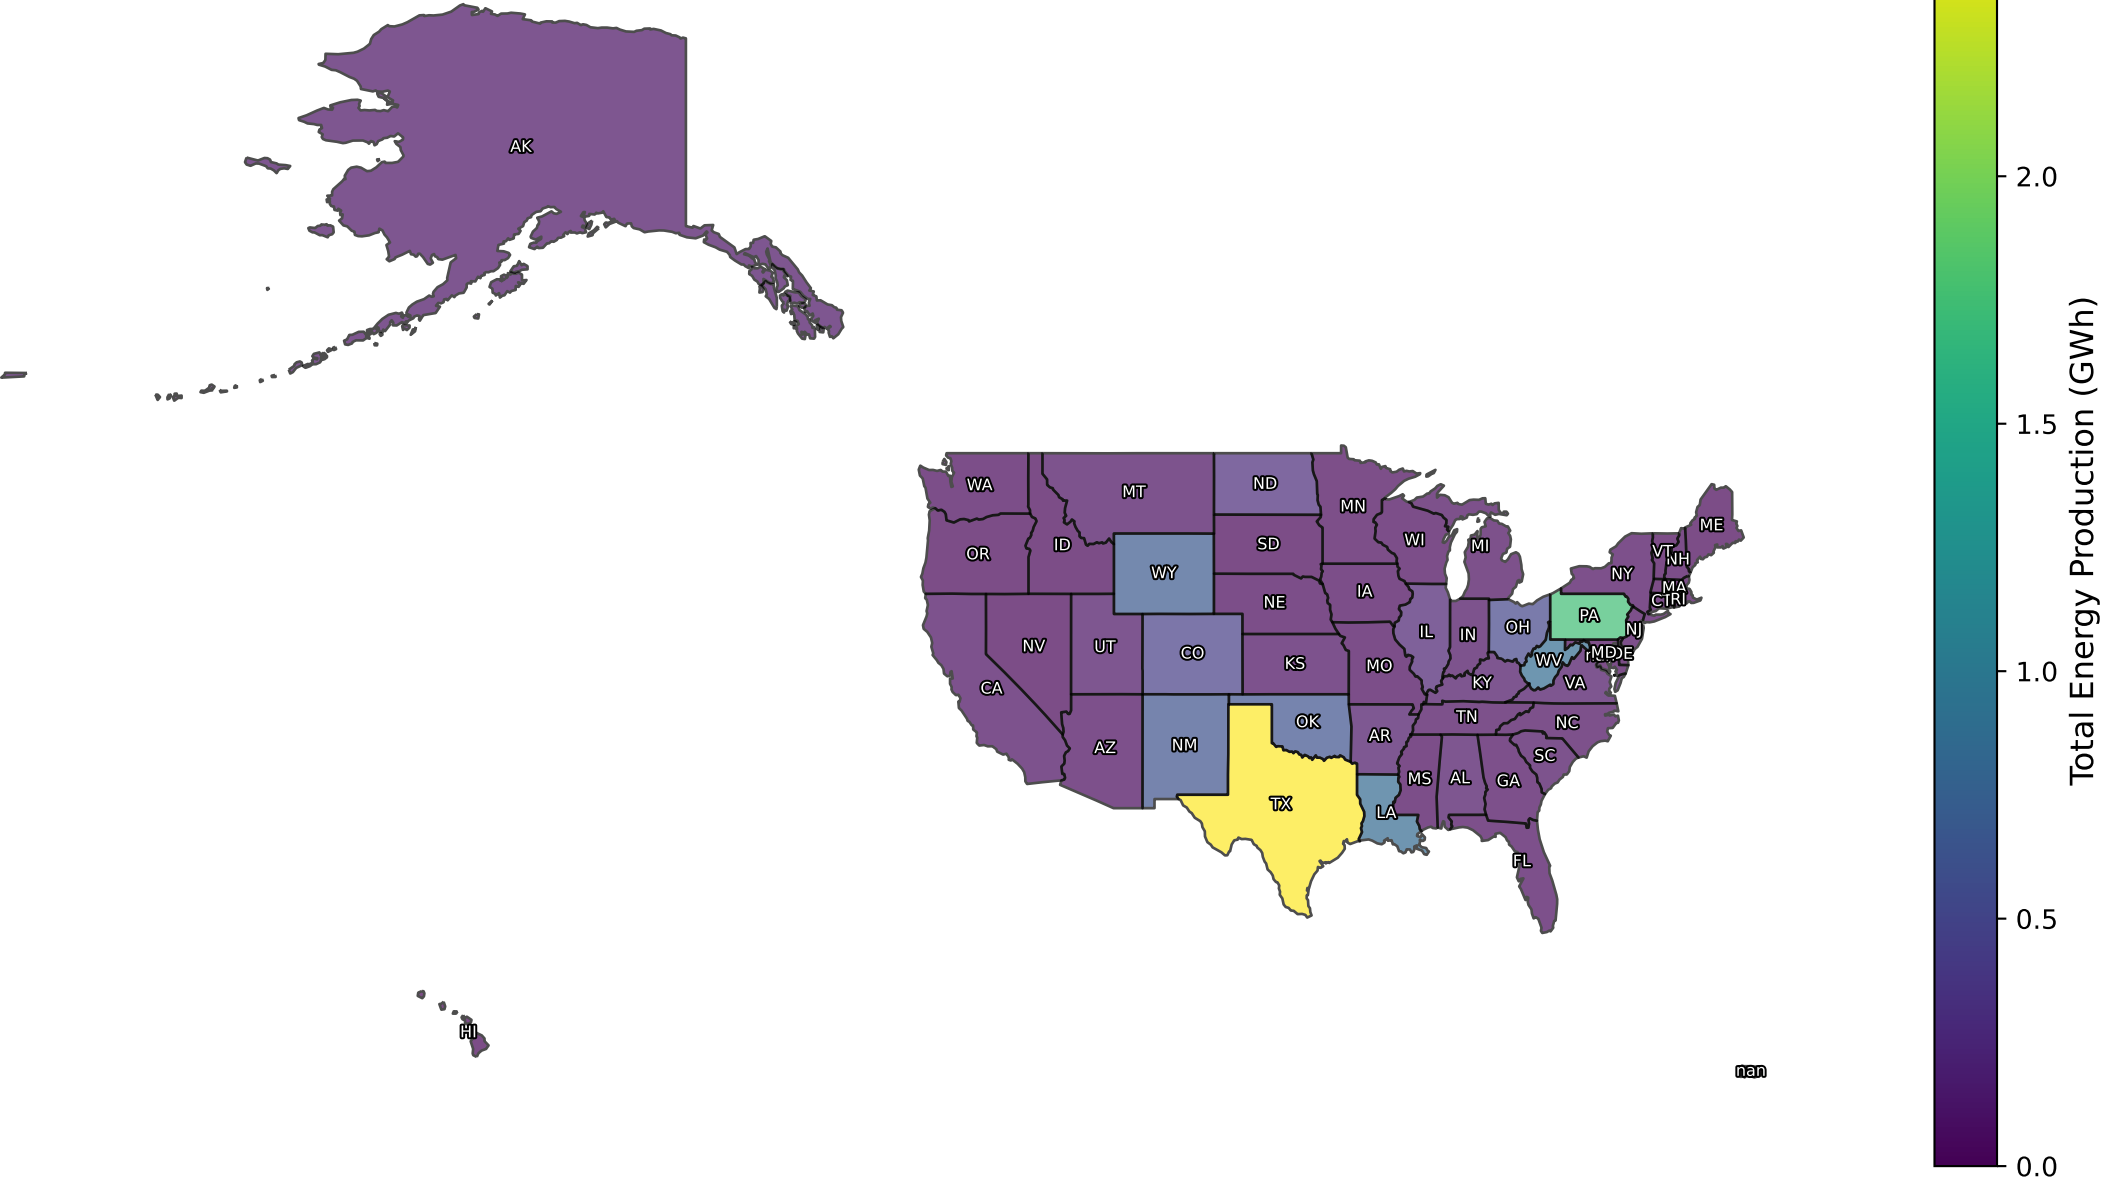 AK
2.0
1.5
Total Energy Production (GWh)
WA
MT
ND
MN
OR
ID
SD
WI
MI
ME
VT
NH
WY
NY
NE
IA
MA
CT
RI
PA
NV
UT
CO
KS
MO
IL
IN
OH
NJ
WV
MD
DE
1.0
CA
KY
VA
AZ
NM
OK
AR
TN
NC
SC
TX
LA
MS
AL
GA
FL
0.5
HI
nan
0.0